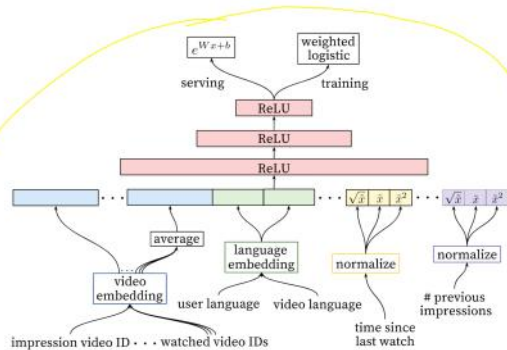 e^{Wx+b}
weighted
logistic
serving
training
ReLU
ReLU
ReLU
...
...
√x̃ x̃ x̃²
...
√x̃ x̃ x̃²
average
...
video
embedding
language
embedding
normalize
normalize
user language
video language
# previous
impressions
impression video ID ... watched video IDs
time since
last watch